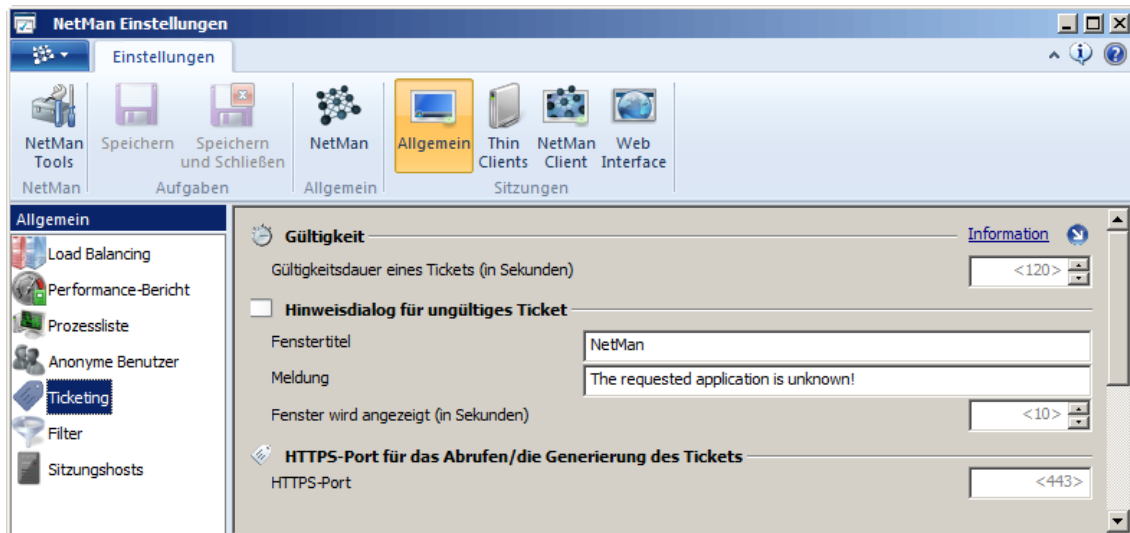 NetMan Einstellungen
Einstellungen
NetMan Tools
Speichern
Speichern und Schließen
NetMan
Allgemein
Thin Clients
NetMan Client
Web Interface
NetMan
Aufgaben
Allgemein
Sitzungen
Allgemein
Load Balancing
Performance-Bericht
Prozessliste
Anonyme Benutzer
Ticketing
Filter
Sitzungshosts
Gültigkeit
Information
Gültigkeitsdauer eines Tickets (in Sekunden)
<120>
Hinweisdialog für ungültiges Ticket
Fenstertitel
NetMan
Meldung
The requested application is unknown!
Fenster wird angezeigt (in Sekunden)
<10>
HTTPS-Port für das Abrufen/die Generierung des Tickets
HTTPS-Port
<443>